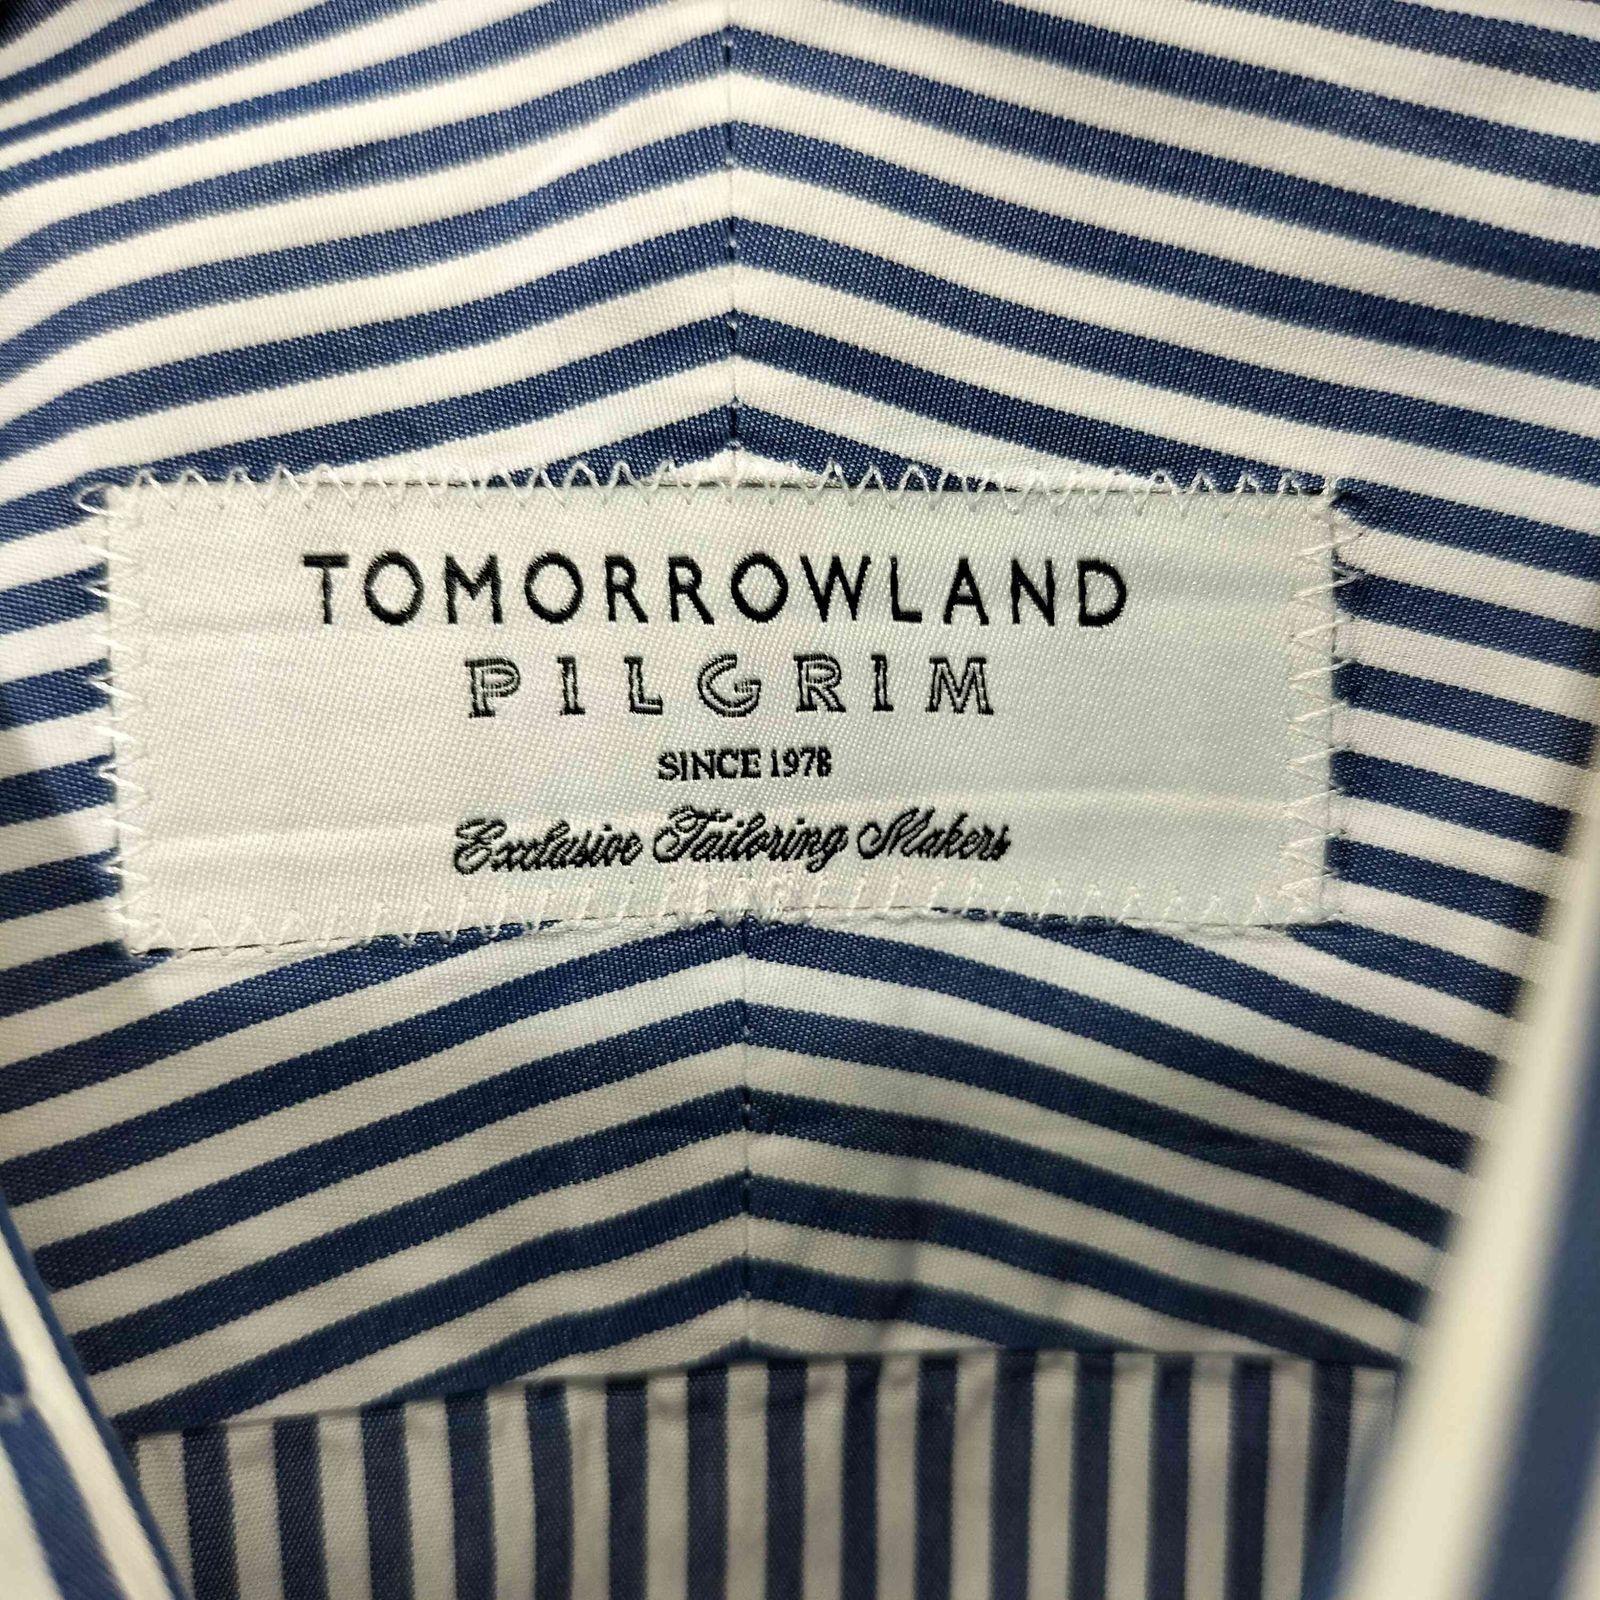 TOMORROWLAND
PILGRIM
SINCE 1978
Exclusive Tailoring Makers